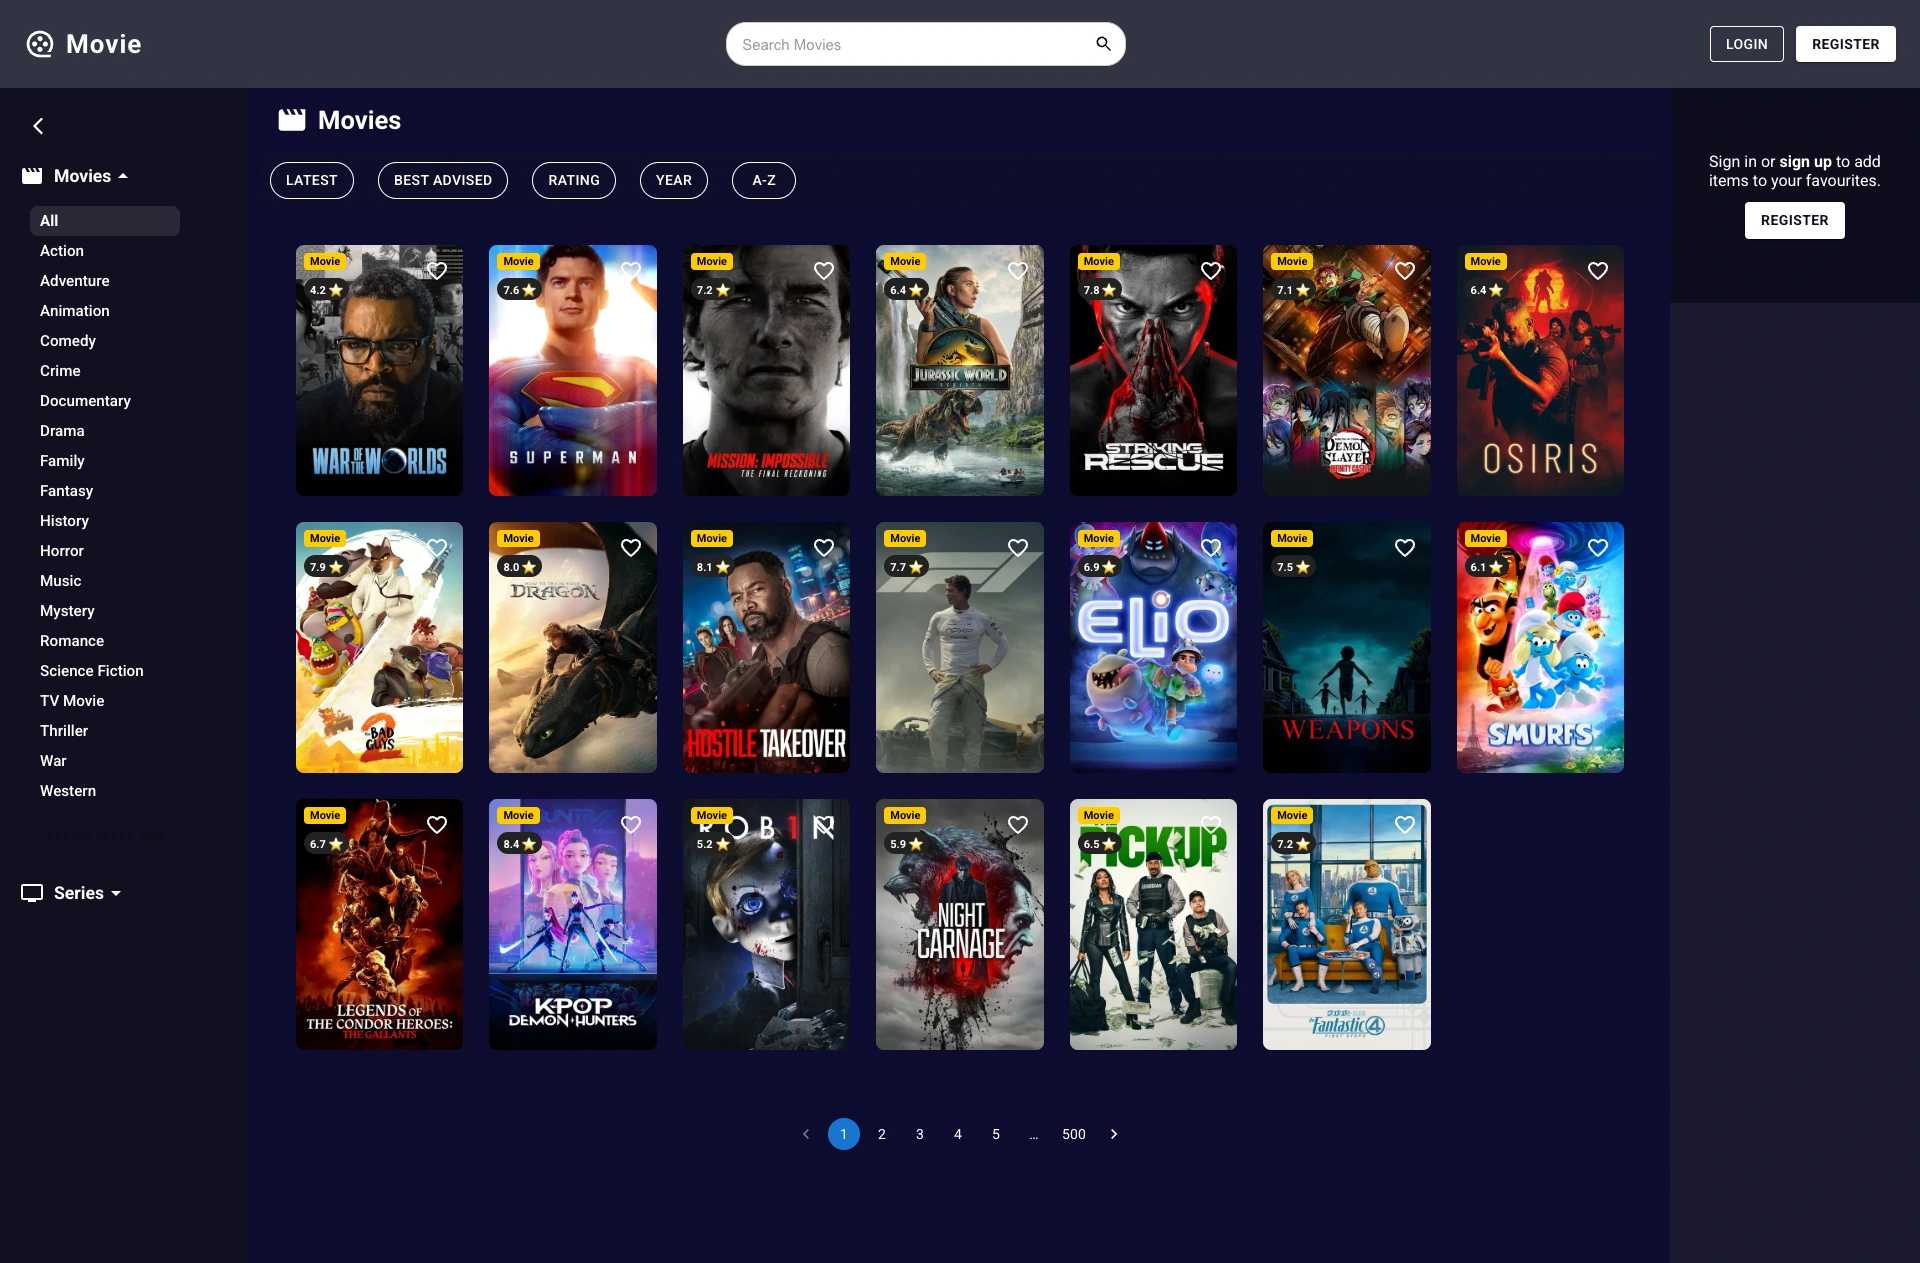 Movie
Search Movies
LOGIN
REGISTER
Movies
All
Action
Adventure
Animation
Comedy
Crime
Documentary
Drama
Family
Fantasy
History
Horror
Music
Mystery
Romance
Science Fiction
TV Movie
Thriller
War
Western
Series
Movies
LATEST
BEST ADVISED
RATING
YEAR
A-Z
Movie
4.2
WAR OF THE WORLDS
Movie
7.6
SUPERMAN
Movie
7.2
MISSION: IMPOSSIBLE
THE FINAL RECKONING
Movie
6.4
JURASSIC WORLD
REBIRTH
Movie
7.8
STRIKING
RESCUE
Movie
7.1
DEMON
SLAYER
INFINITY CASTLE
Movie
6.4
OSIRIS
Movie
7.9
THE BAD
GUYS
2
Movie
8.0
HOW TO TRAIN YOUR
DRAGON
Movie
8.1
HOSTILE TAKEOVER
Movie
7.7
F1
Movie
6.9
ELIO
Movie
7.5
WEAPONS
Movie
6.1
SMURFS
Movie
6.7
LEGENDS OF
THE CONDOR HEROES:
THE GALLANTS
Movie
8.4
KPOP
DEMON HUNTERS
Movie
5.2
ROB1N
Movie
5.9
NIGHT
CARNAGE
Movie
6.5
THE PICKUP
Movie
7.2
The Fantastic 4
FIRST STEPS
1
2
3
4
5
…
500
Sign in or sign up to add
items to your favourites.
REGISTER